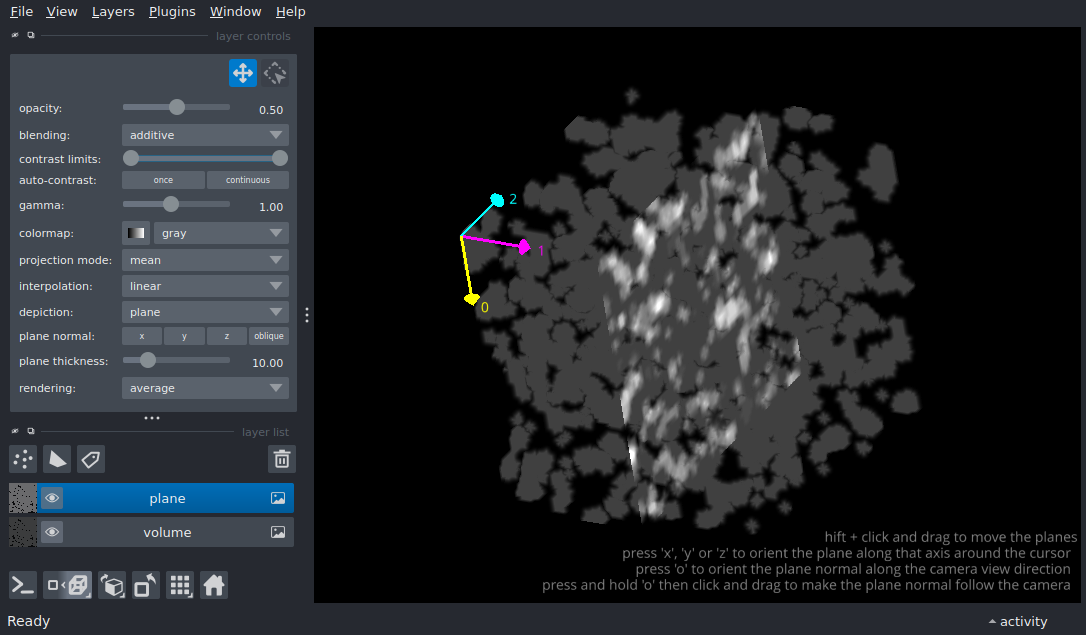 File View Layers Plugins Window Help
layer controls
opacity: 0.50
blending: additive
contrast limits:
auto-contrast: once continuous
gamma: 1.00
colormap: gray
projection mode: mean
interpolation: linear
depiction: plane
plane normal: x y z oblique
plane thickness: 10.00
rendering: average
layer list
plane
volume
2
1
0
hift + click and drag to move the planes
press 'x', 'y' or 'z' to orient the plane along that axis around the cursor
press 'o' to orient the plane normal along the camera view direction
press and hold 'o' then click and drag to make the plane normal follow the camera
Ready
activity